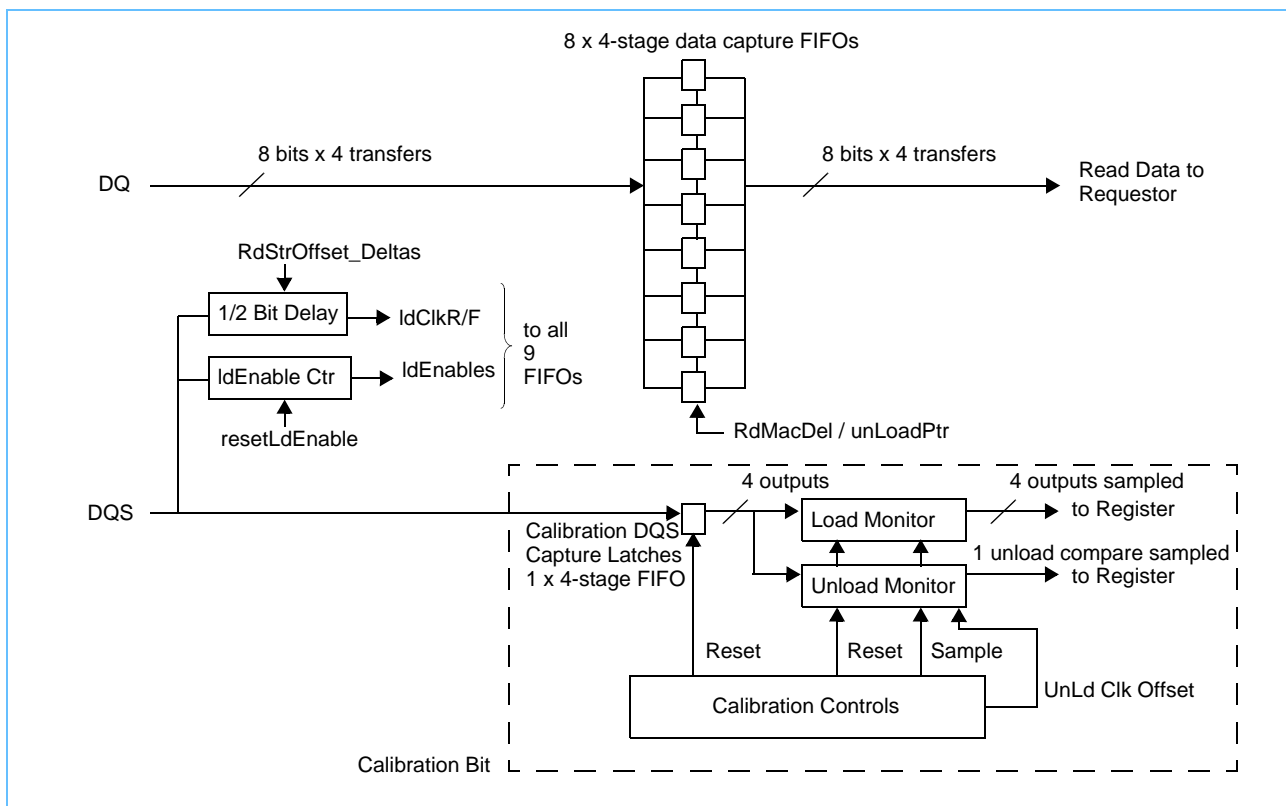 8 x 4-stage data capture FIFOs
8 bits x 4 transfers
8 bits x 4 transfers
DQ
Read Data to
Requestor
RdStrOffset_Deltas
1/2 Bit Delay
ldClkR/F
ldEnable Ctr
ldEnables
to all
9
FIFOs
resetLdEnable
RdMacDel / unLoadPtr
DQS
4 outputs
4 outputs sampled
to Register
Calibration DQS
Capture Latches
1 x 4-stage FIFO
Load Monitor
1 unload compare sampled
to Register
Unload Monitor
Reset
Reset
Sample
UnLd Clk Offset
Calibration Controls
Calibration Bit